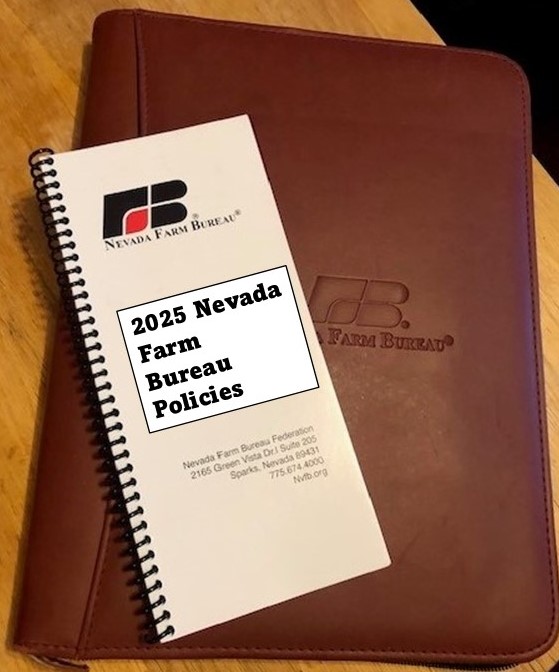 FB®
NEVADA FARM BUREAU®
2025 Nevada
Farm
Bureau
Policies
Nevada Farm Bureau Federation
2165 Green Vista Dr.| Suite 205
Sparks, Nevada 89431
775.674.4000
Nvfb.org
FB®
FARM BUREAU®